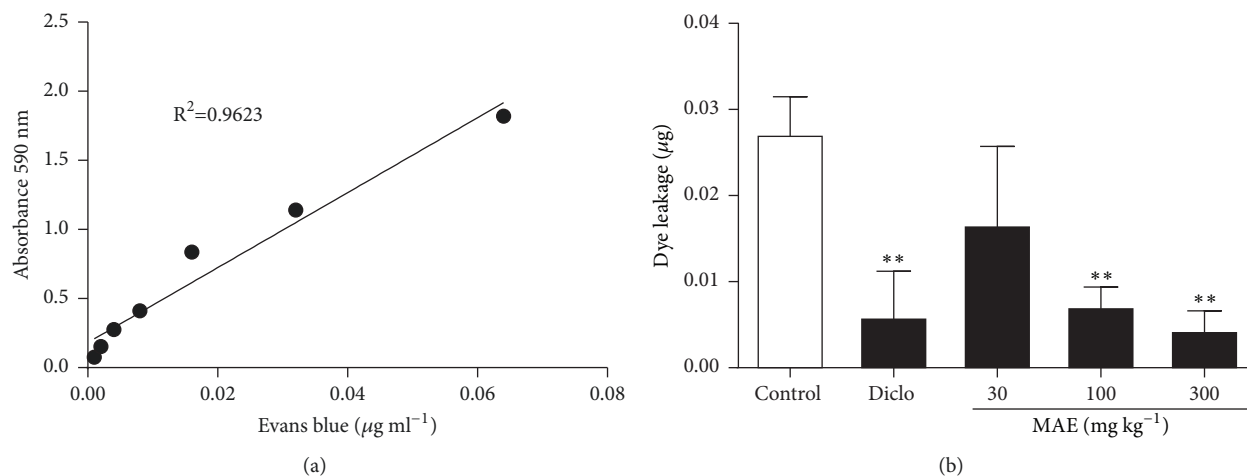 2.5
2.0
1.5
1.0
0.5
0.0
Absorbance 590 nm
R²=0.9623
0.00 0.02 0.04 0.06 0.08
Evans blue (μg ml⁻¹)
(a)
0.04
0.03
0.02
0.01
0.00
Dye leakage (μg)
** ** **
Control Diclo 30 100 300
MAE (mg kg⁻¹)
(b)